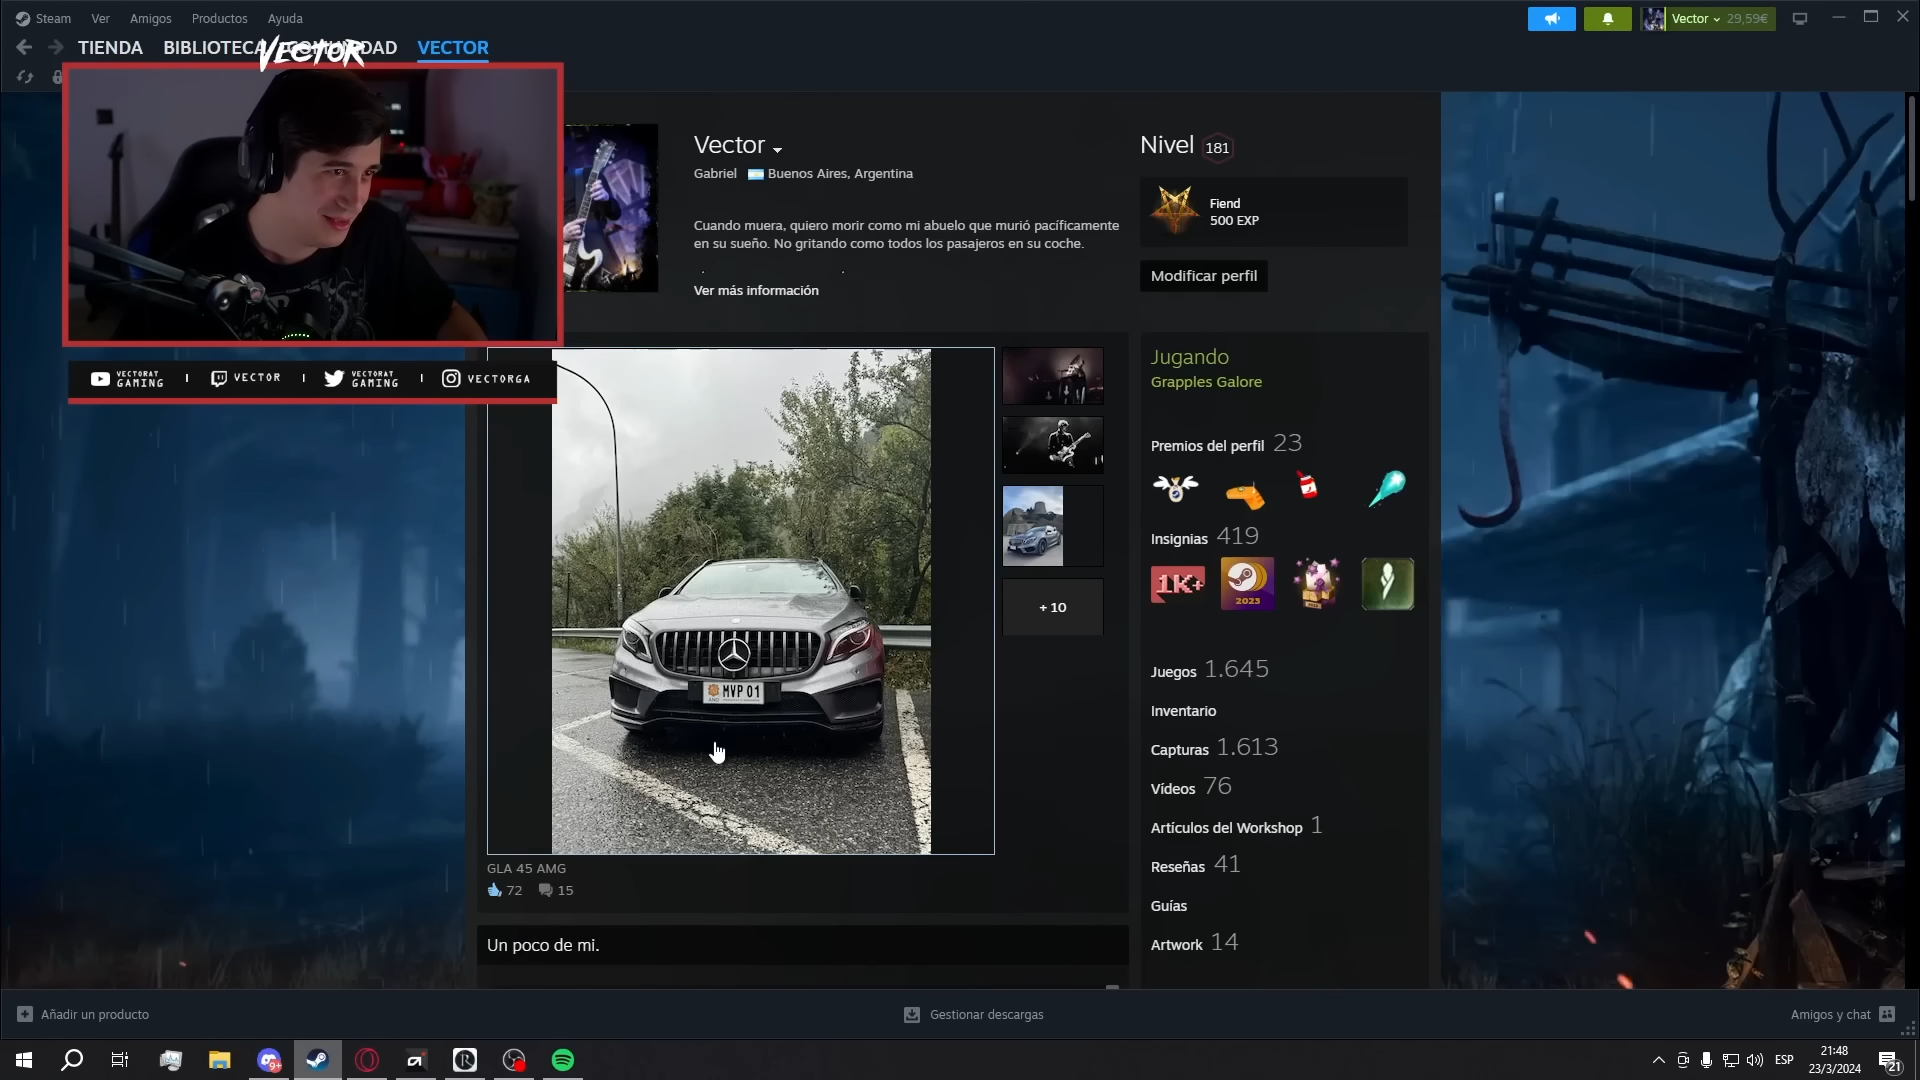 Steam Ver Amigos Productos Ayuda
Vector 29,59€
TIENDA BIBLIOTECA COMUNIDAD VECTOR
VECTOR
VECTORAT GAMING
VECTOR
VECTORAT GAMING
VECTORGA
Vector
Gabriel Buenos Aires, Argentina
Cuando muera, quiero morir como mi abuelo que murió pacíficamente
en su sueño. No gritando como todos los pasajeros en su coche.
Ver más información
Nivel 181
Fiend
500 EXP
Modificar perfil
MVP 01
+ 10
GLA 45 AMG
72 15
Un poco de mi.
Jugando
Grapples Galore
Premios del perfil 23
Insignias 419
1K+
2023
Juegos 1.645
Inventario
Capturas 1.613
Vídeos 76
Artículos del Workshop 1
Reseñas 41
Guías
Artwork 14
Añadir un producto
Gestionar descargas
Amigos y chat
9+
ESP
21:48
23/3/2024
21